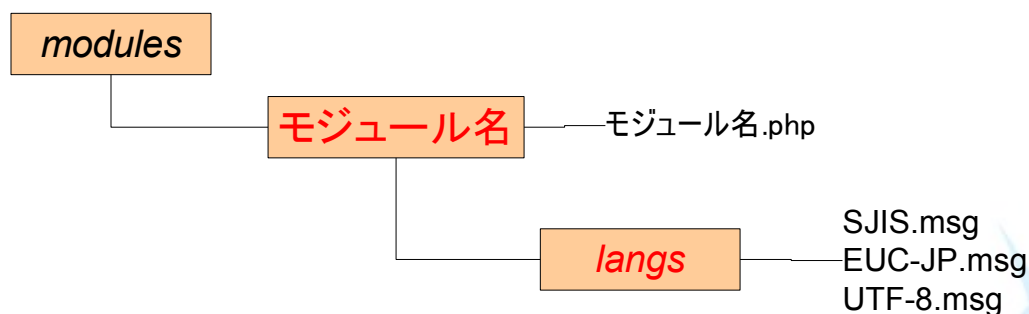 modules
モジュール名
モジュール名.php
langs
SJIS.msg
EUC-JP.msg
UTF-8.msg